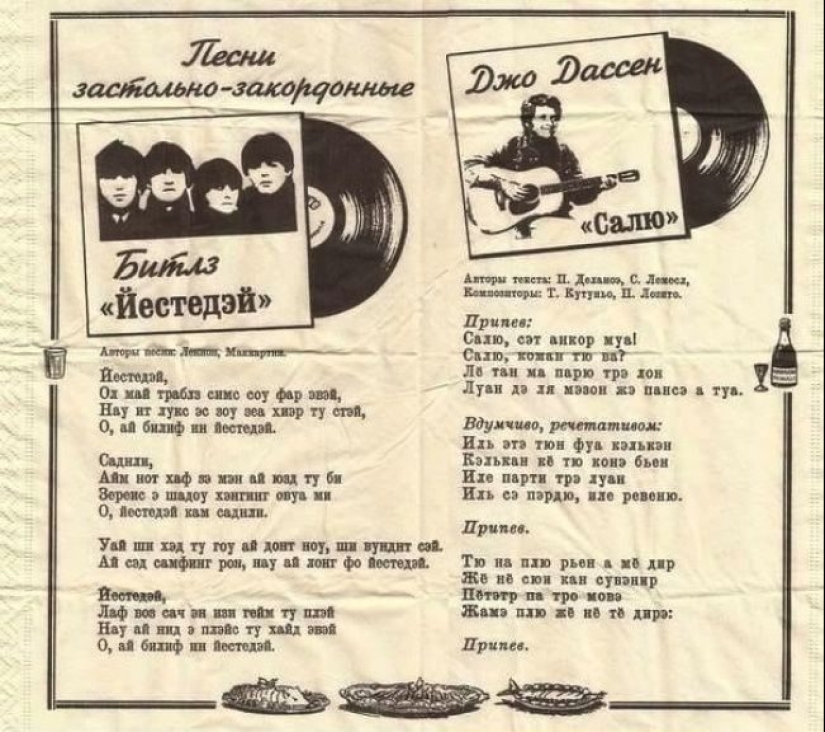 Песни
застольно-закордонные
Битлз
«Йестедэй»
Авторы песни: Леннон, Маккартни.
Йестедэй,
Ол май траблз симс соу фар эвэй,
Нау ит лукс эс зоу зеа хиэр ту стэй,
О, ай билиф ин йестедэй.
Саднли,
Айм нот хаф зэ мэн ай юзд ту би
Зереис э шадоу хэнгинг овуа ми
О, йестедэй кам саднли.
Уай ши хэд ту гоу ай донт ноу, ши вунднт сэй.
Ай сэд самфинг рон, нау ай лонг фо йестедэй.
Йестедэй,
Лаф воз сач эн изи гейм ту плэй
Нау ай нид э плэйс ту хайд эвэй
О, ай билиф ин йестедэй.
Джо Дассен
«Салю»
Авторы текста: П. Деланоэ, С. Лемесл,
Композиторы: Т. Кутуньо, П. Лозито.
Припев:
Салю, сэт анкор муа!
Салю, коман тю ва?
Лё тан ма парю трэ лон
Луан дэ ля мэзон жэ пансэ а туа.
Вдумчиво, речетативом:
Иль этэ тюн фуа кэлькэн
Кэлькан кё тю конэ бьен
Иле парти трэ луан
Иль сэ пэрдю, иле ревеню.
Припев.
Тю на плю рьен а мё дир
Жё нё сюи кан сувэнир
Пётэтр па тро мовэ
Жамэ плю жё не тё дирэ:
Припев.